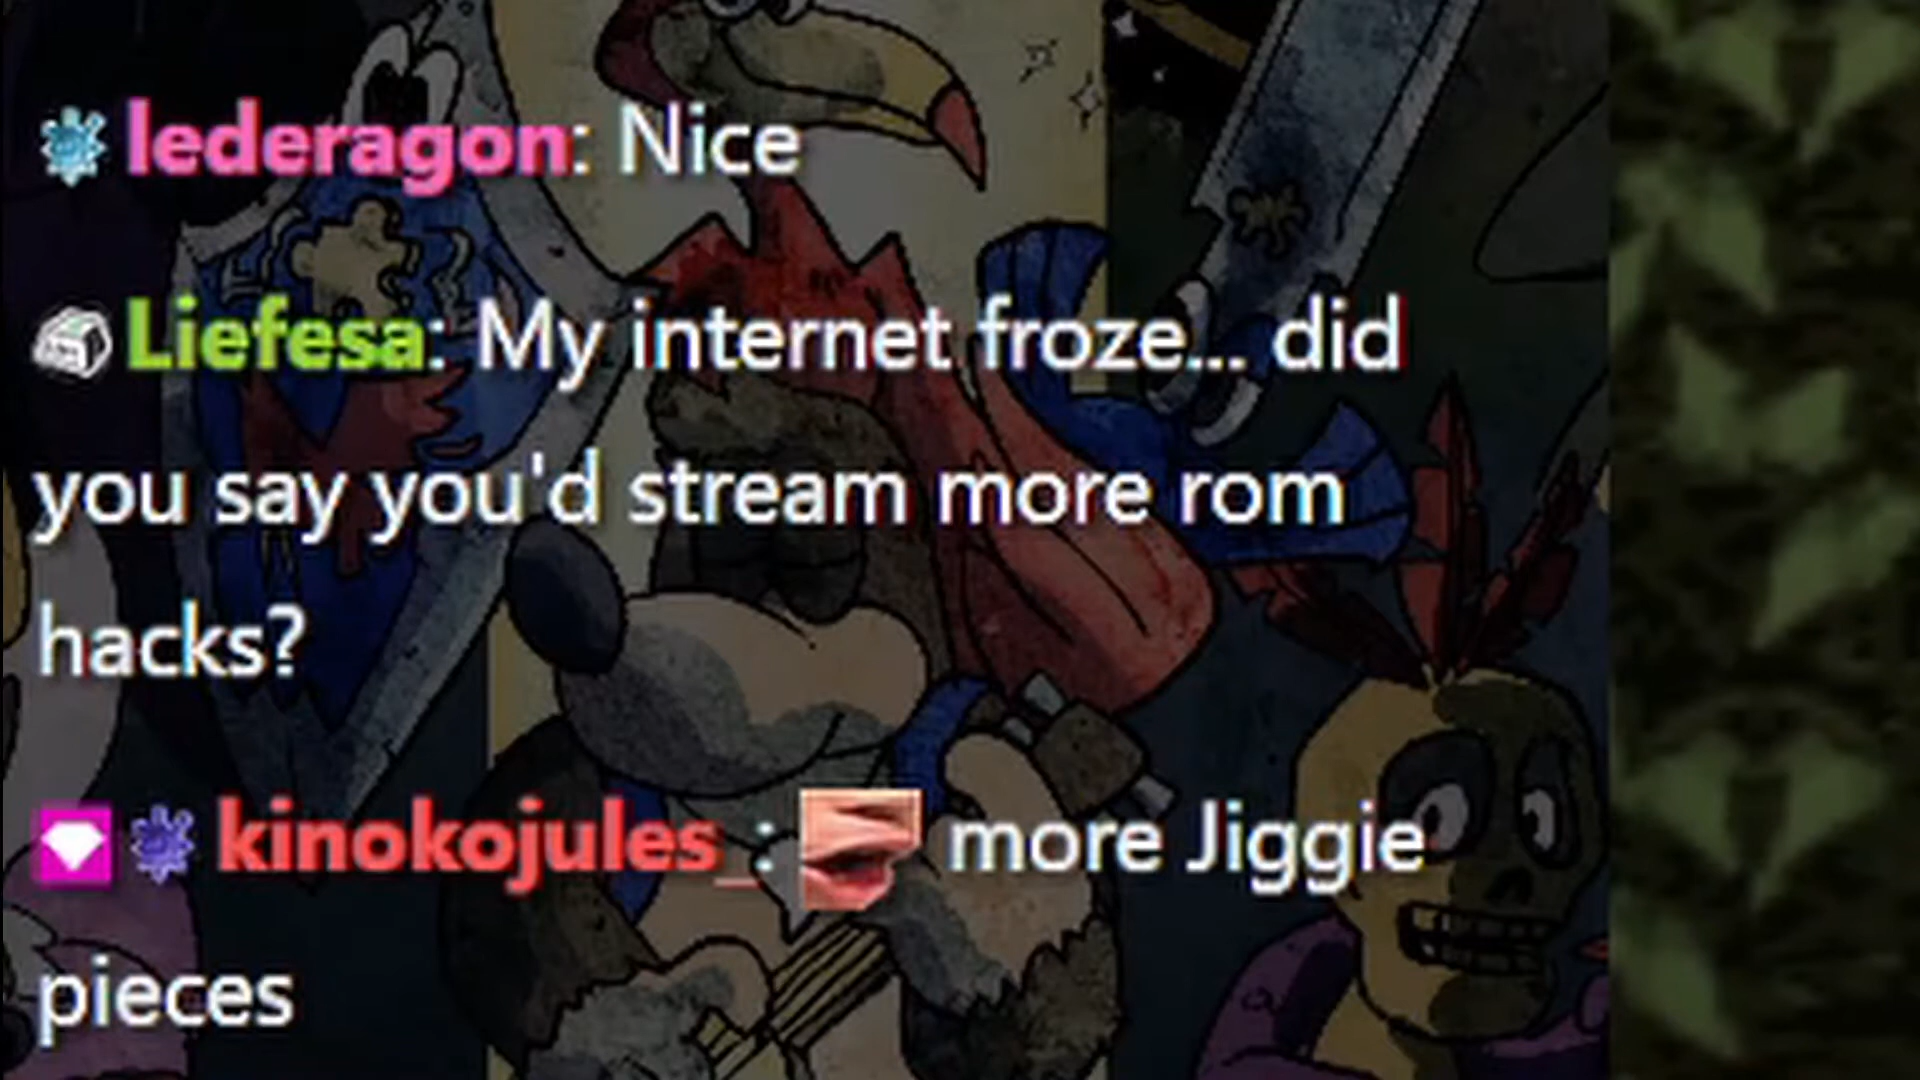 lederagon: Nice
Liefesa: My internet froze... did
you say you'd stream more rom
hacks?
kinokojules_: more Jiggie
pieces